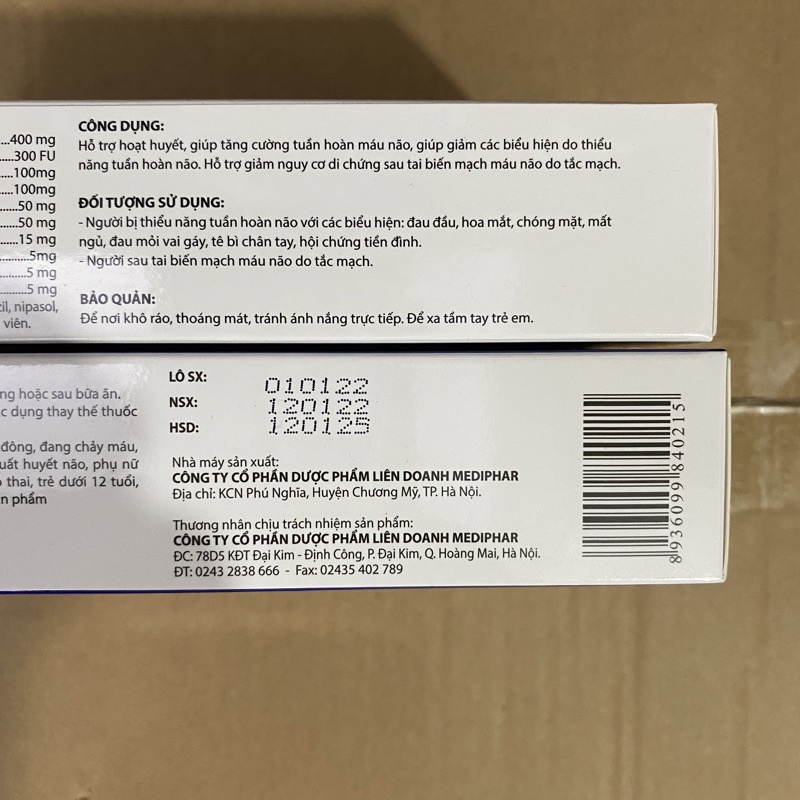 ...400 mg
.....300 FU
.....100mg
.....100mg
......50 mg
......50 mg
.......15 mg
..........5mg
..........5 mg
..........5 mg
nipasol,
viên.
CÔNG DỤNG:
Hỗ trợ hoạt huyết, giúp tăng cường tuần hoàn máu não, giúp giảm các biểu hiện do thiểu
năng tuần hoàn não. Hỗ trợ giảm nguy cơ di chứng sau tai biến mạch máu não do tắc mạch.
ĐỐI TƯỢNG SỬ DỤNG:
- Người bị thiểu năng tuần hoàn não với các biểu hiện: đau đầu, hoa mắt, chóng mặt, mất
ngủ, đau mỏi vai gáy, tê bì chân tay, hội chứng tiền đình.
- Người sau tai biến mạch máu não do tắc mạch.
BẢO QUẢN:
Để nơi khô ráo, thoáng mát, tránh ánh nắng trực tiếp. Để xa tầm tay trẻ em.
ng hoặc sau bữa ăn.
c dụng thay thế thuốc
đông, đang chảy máu,
uất huyết não, phụ nữ
thai, trẻ dưới 12 tuổi,
n phẩm
LÔ SX: 010122
NSX: 120122
HSD: 120125
Nhà máy sản xuất:
CÔNG TY CỔ PHẦN DƯỢC PHẨM LIÊN DOANH MEDIPHAR
Địa chỉ: KCN Phú Nghĩa, Huyện Chương Mỹ, TP. Hà Nội.
Thương nhân chịu trách nhiệm sản phẩm:
CÔNG TY CỔ PHẦN DƯỢC PHẨM LIÊN DOANH MEDIPHAR
ĐC: 78D5 KĐT Đại Kim - Định Công, P. Đại Kim, Q. Hoàng Mai, Hà Nội.
ĐT: 0243 2838 666 - Fax: 02435 402 789
8 936099 840215